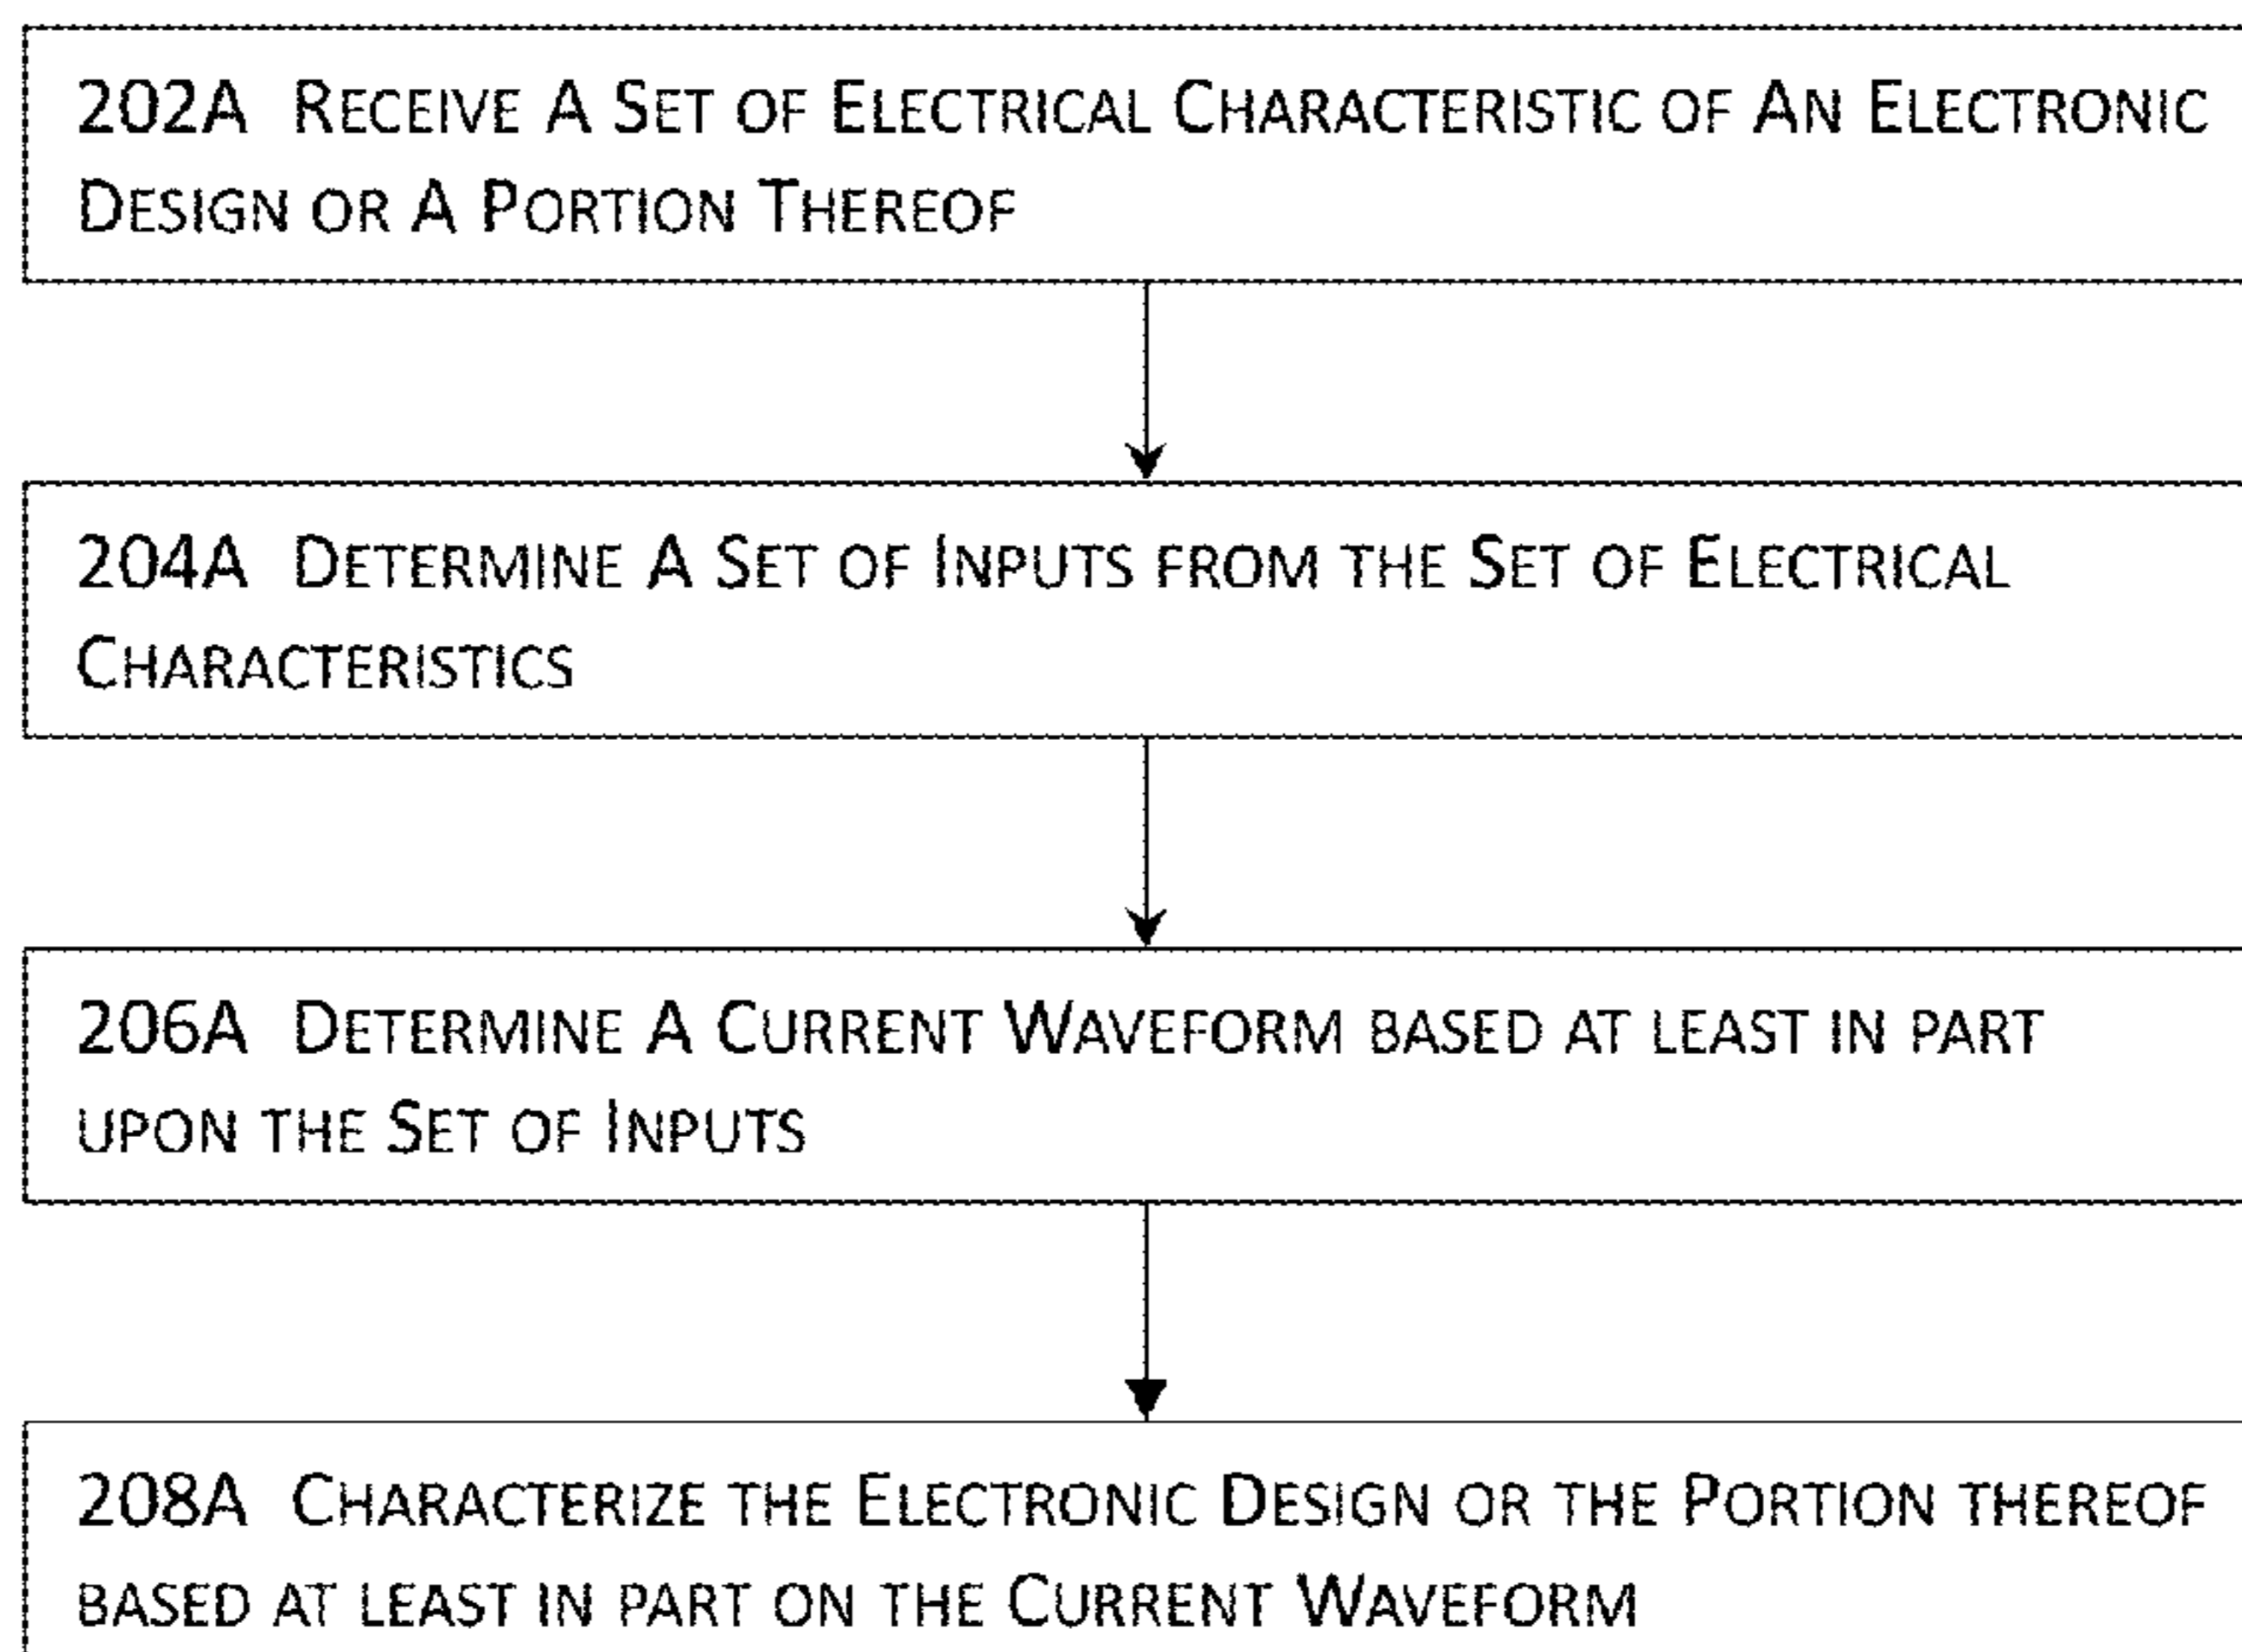 202A Receive A Set of Electrical Characteristic of An Electronic
Design or A Portion Thereof
204A Determine A Set of Inputs from the Set of Electrical
Characteristics
206A Determine A Current Waveform based at least in part
upon the Set of Inputs
208A Characterize the Electronic Design or the Portion thereof
based at least in part on the Current Waveform